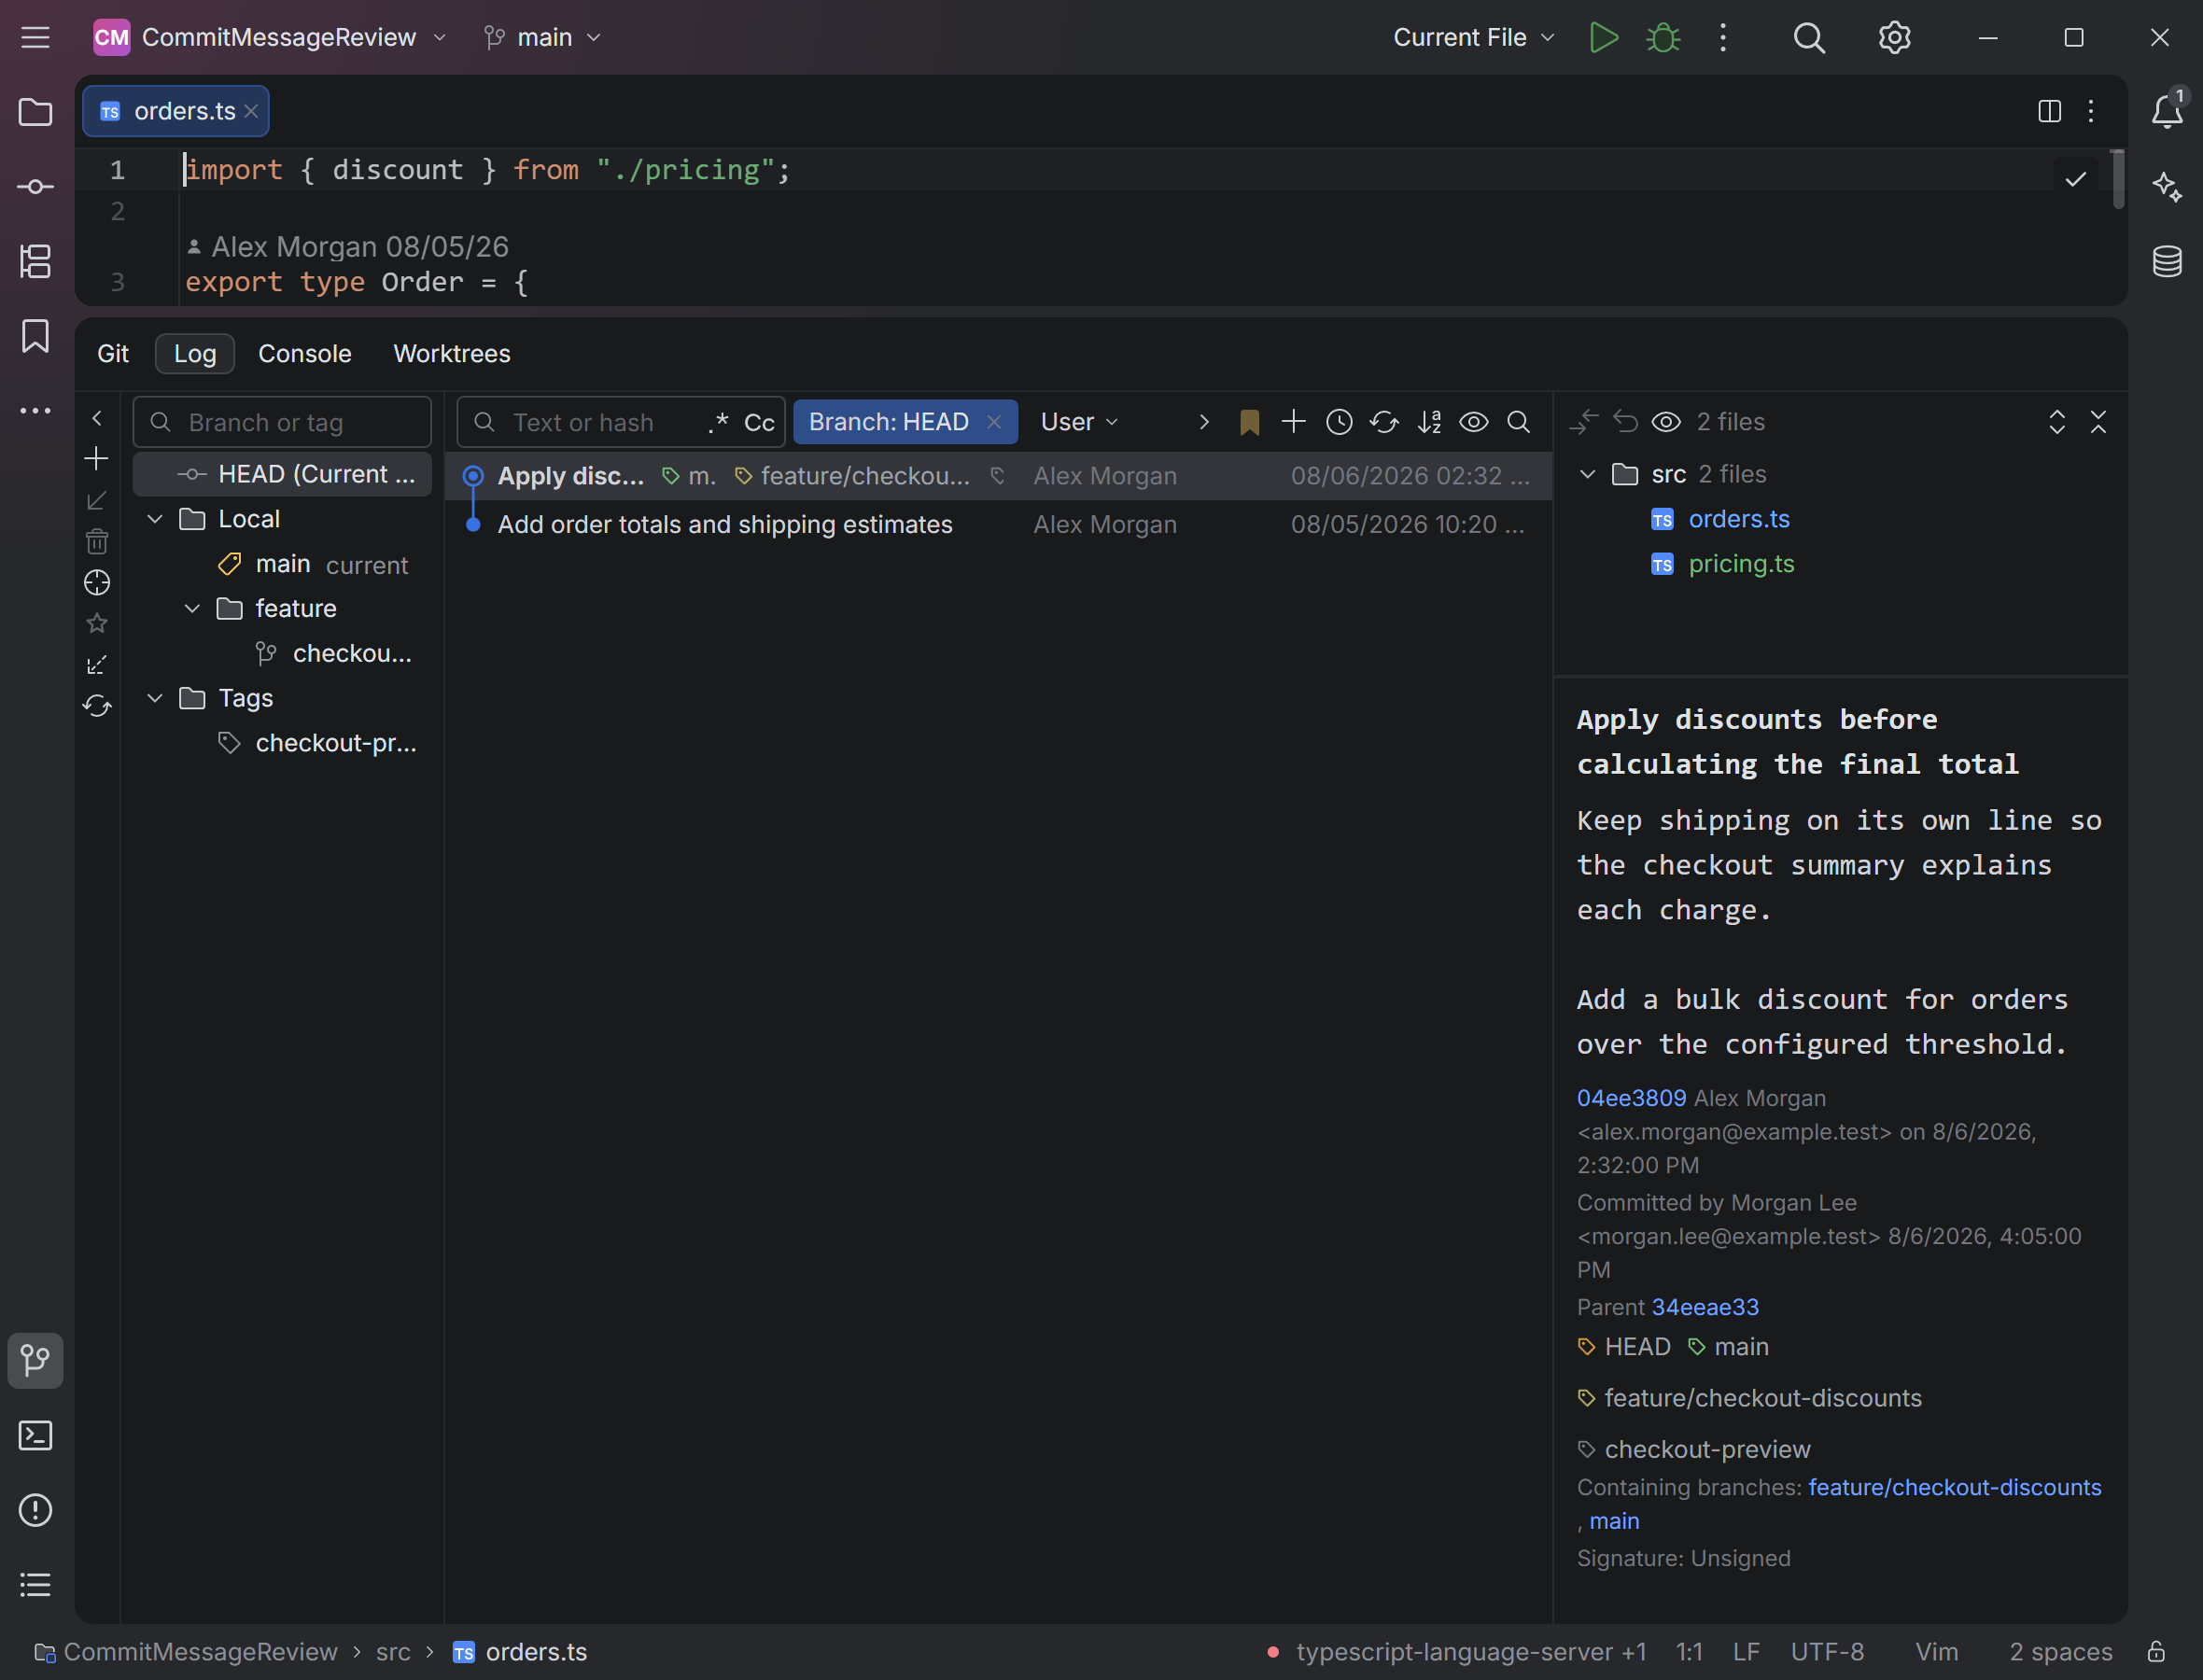 CM CommitMessageReview main Current File
orders.ts
1
1 import { discount } from "./pricing";
2
Alex Morgan 08/05/26
3 export type Order = {
Git Log Console Worktrees
Branch or tag
Text or hash .* Cc Branch: HEAD User
2 files
HEAD (Current ...
Local
main current
feature
checkou...
Tags
checkout-pr...
Apply disc... m. feature/checkou... Alex Morgan 08/06/2026 02:32 ...
Add order totals and shipping estimates Alex Morgan 08/05/2026 10:20 ...
src 2 files
TS orders.ts
TS pricing.ts
Apply discounts before
calculating the final total
Keep shipping on its own line so
the checkout summary explains
each charge.
Add a bulk discount for orders
over the configured threshold.
04ee3809 Alex Morgan
<alex.morgan@example.test> on 8/6/2026,
2:32:00 PM
Committed by Morgan Lee
<morgan.lee@example.test> 8/6/2026, 4:05:00
PM
Parent 34eeae33
HEAD main
feature/checkout-discounts
checkout-preview
Containing branches: feature/checkout-discounts
, main
Signature: Unsigned
CommitMessageReview › src › TS orders.ts
typescript-language-server +1 1:1 LF UTF-8 Vim 2 spaces